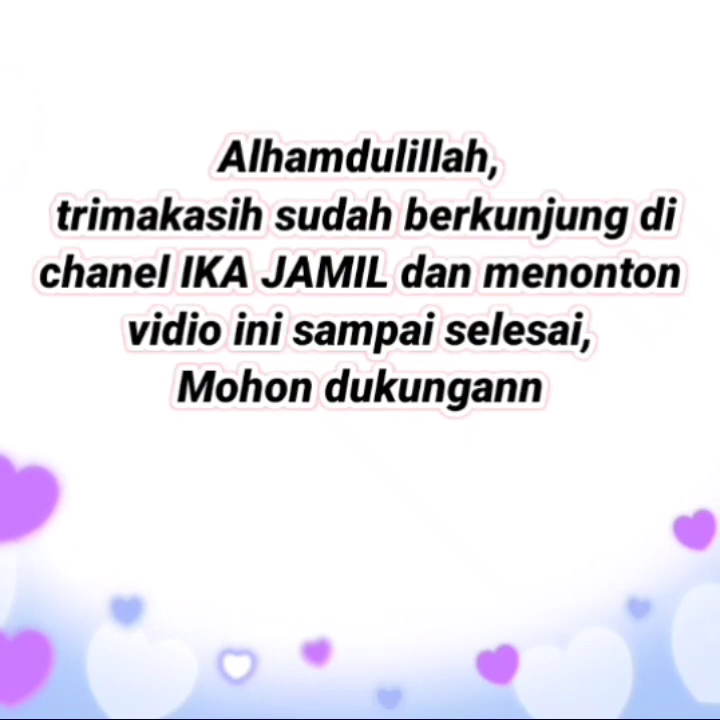 Alhamdulillah,
trimakasih sudah berkunjung di
chanel IKA JAMIL dan menonton
vidio ini sampai selesai,
Mohon dukungann